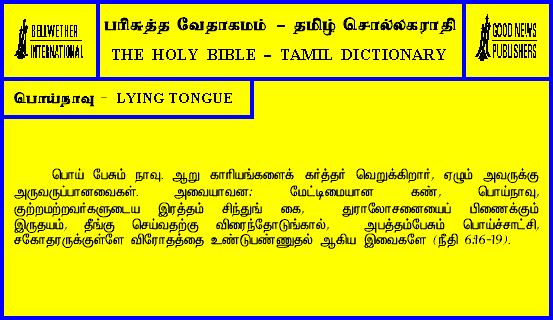 BELLWETHER
INTERNATIONAL
பரிசுத்த வேதாகமம் - தமிழ் சொல்லகராதி
THE HOLY BIBLE - TAMIL DICTIONARY
GOOD NEWS
PUBLISHERS
பொய்நாவு - LYING TONGUE
பொய் பேசும் நாவு. ஆறு காரியங்களைக் கர்த்தர் வெறுக்கிறார், ஏழும் அவருக்கு
அருவருப்பானவைகள். அவையாவன: மேட்டிமையான கண், பொய்நாவு,
குற்றமற்றவர்களுடைய இரத்தம் சிந்துங் கை, துராலோசனையைப் பிணைக்கும்
இருதயம், தீங்கு செய்வதற்கு விரைந்தோடுங்கால், அபத்தம்பேசும் பொய்ச்சாட்சி,
சகோதரருக்குள்ளே விரோதத்தை உண்டுபண்ணுதல் ஆகிய இவைகளே (நீதி 6:16-19).